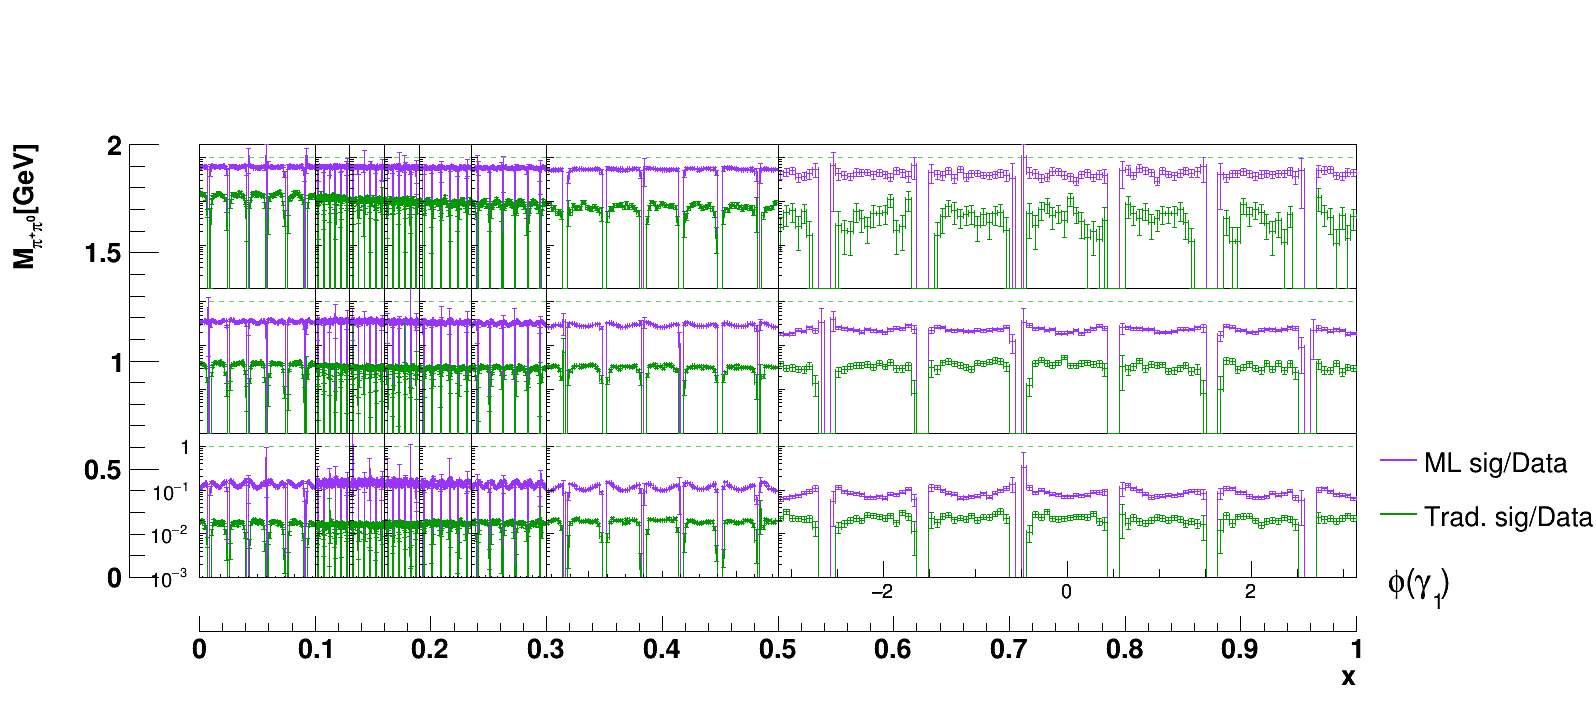 M π⁺π⁰ [GeV]
2
1.5
1
0.5
0
1
10⁻¹
10⁻²
10⁻³
−2 0 2
ϕ(γ₁)
0 0.1 0.2 0.3 0.4 0.5 0.6 0.7 0.8 0.9 1
x
ML sig/Data
Trad. sig/Data